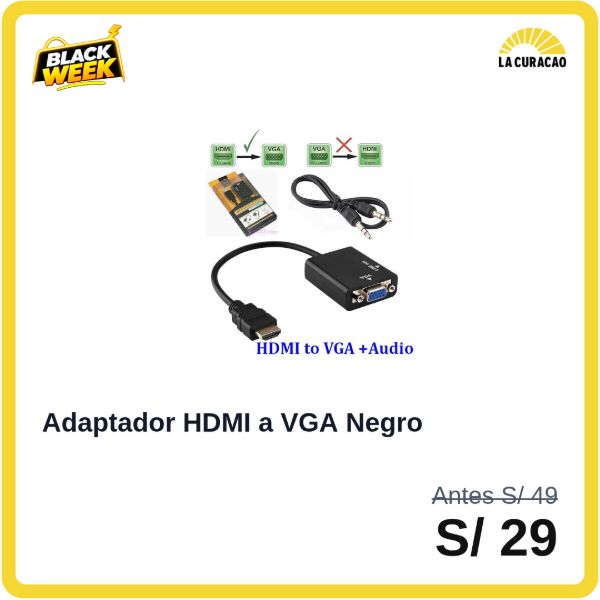 BLACK
WEEK
LA CURACAO
HDMI
VGA
VGA
HDMI
HDMI to VGA +Audio
Adaptador HDMI a VGA Negro
Antes S/ 49
S/ 29